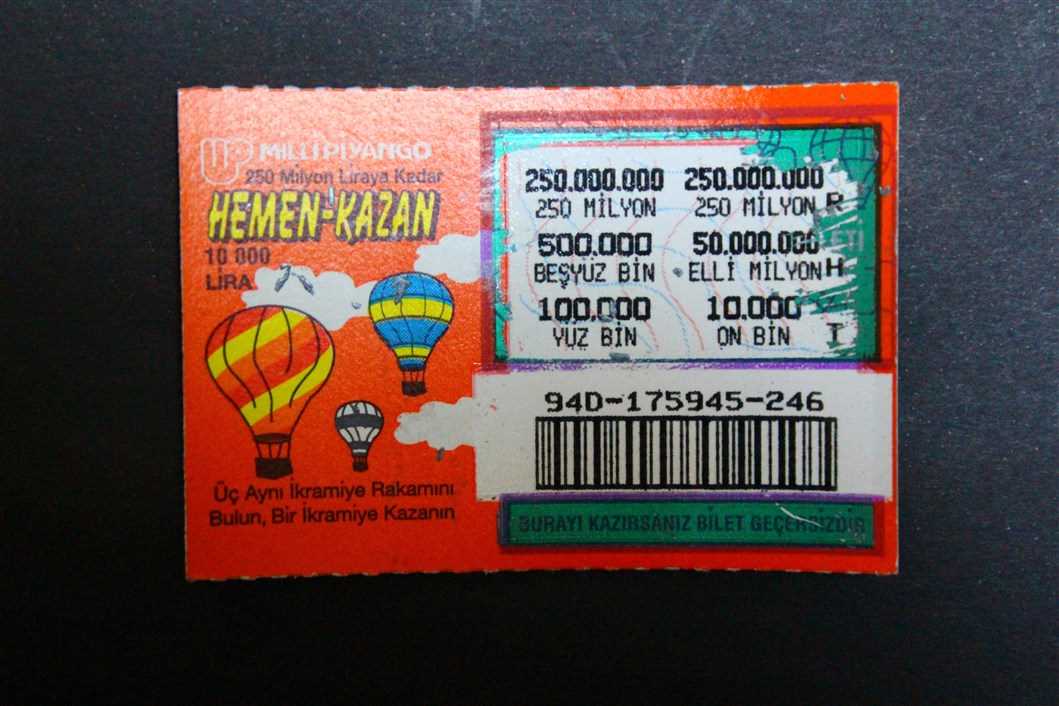 MİLLİ PİYANGO
250 Milyon Liraya Kadar
HEMEN-KAZAN
10 000
LİRA
Üç Aynı İkramiye Rakamını
Bulun, Bir İkramiye Kazanın
250.000.000 250.000.000
250 MİLYON 250 MİLYON R
500.000 50.000.000
BEŞYUZ BİN ELLİ MİLYON H
100.000 10.000
YUZ BİN ON BİN T
94D-175945-246
BURAYI KAZIRSANIZ BİLET GEÇERSİZDİR